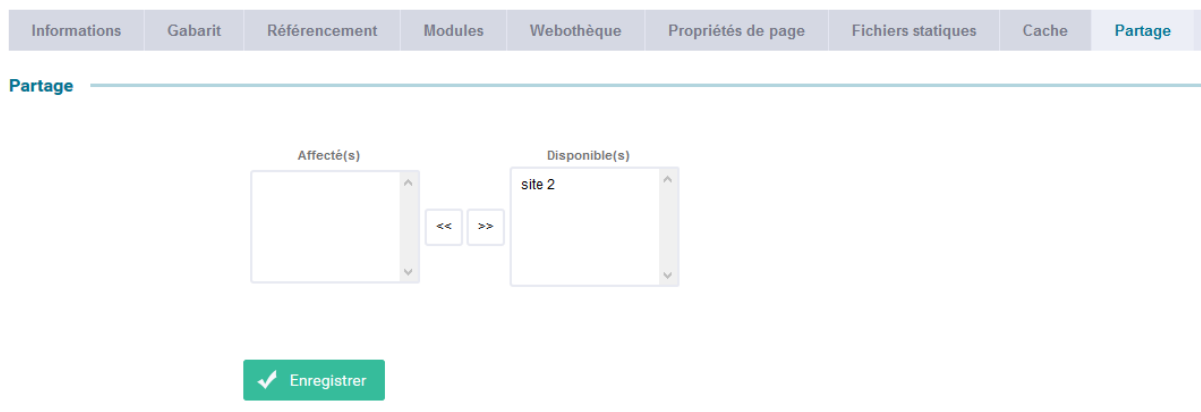 Informations Gabarit Référencement Modules Webothèque Propriétés de page Fichiers statiques Cache Partage
Partage
Affecté(s) Disponible(s)
site 2
<< >>
Enregistrer